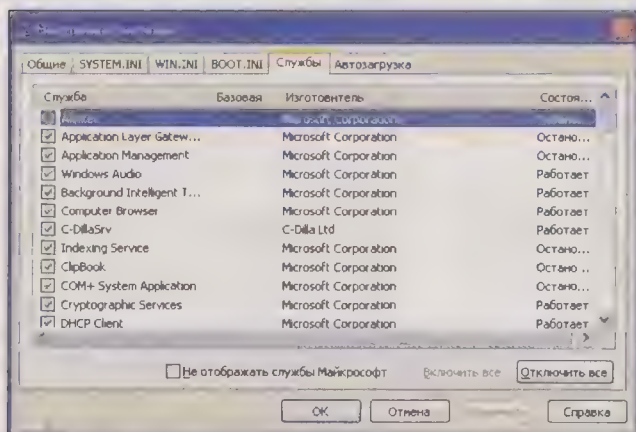 Общие SYSTEM.INI WIN.INI BOOT.INI Службы Автозагрузка
Служба Базовая Изготовитель Состоя...
Microsoft Corporation
Application Layer Gatew... Microsoft Corporation Остано...
Application Management Microsoft Corporation Остано...
Windows Audio Microsoft Corporation Работает
Background Intelligent T... Microsoft Corporation Работает
Computer Browser Microsoft Corporation Работает
C-DillaSrv C-Dilla Ltd Работает
Indexing Service Microsoft Corporation Остано...
ClipBook Microsoft Corporation Остано...
COM+ System Application Microsoft Corporation Остано...
Cryptographic Services Microsoft Corporation Работает
DHCP Client Microsoft Corporation Работает
Не отображать службы Майкрософт Включить все Отключить все
OK Отмена Справка